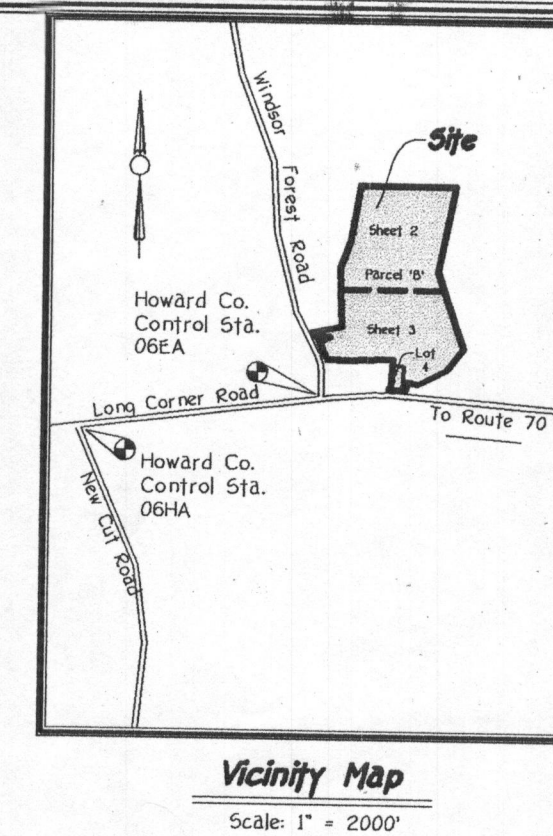 Windsor
Forest Road
Site
Sheet 2
Parcel 'B'
Howard Co.
Control Sta.
06EA
Sheet 3
Lot
4
Long Corner Road
To Route 70
Howard Co.
Control Sta.
06HA
New Cut Road
Vicinity Map
Scale: 1" = 2000'